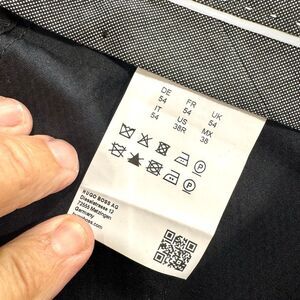 DE FR UK
54 54 54
IT US MX
54 38R 38
HUGO BOSS AG
Dieselstrasse 12
72555 Metzingen
Germany